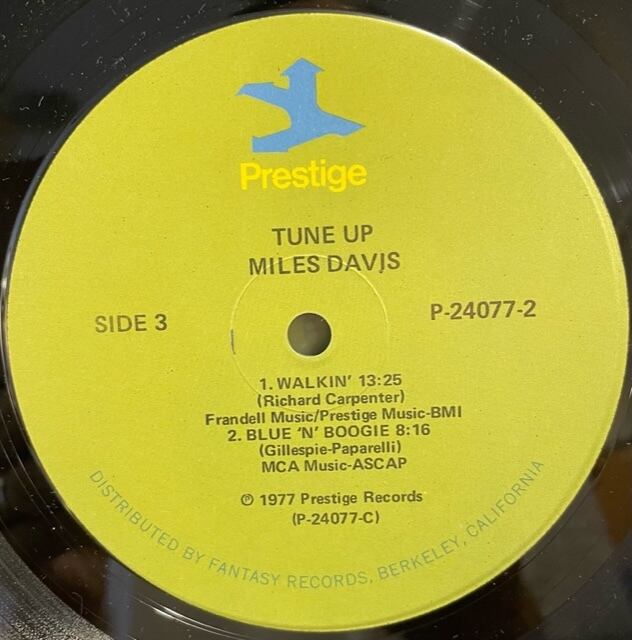 Prestige
TUNE UP
MILES DAVIS
SIDE 3
P-24077-2
1. WALKIN' 13:25
(Richard Carpenter)
Frandell Music/Prestige Music-BMI
2. BLUE 'N' BOOGIE 8:16
(Gillespie-Paparelli)
MCA Music-ASCAP
℗ 1977 Prestige Records
(P-24077-C)
DISTRIBUTED BY FANTASY RECORDS, BERKELEY, CALIFORNIA